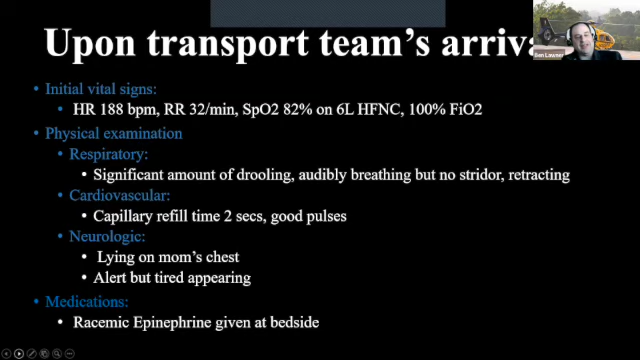 Upon transport team's arriva
Ben Lawner
Initial vital signs:
HR 188 bpm, RR 32/min, SpO2 82% on 6L HFNC, 100% FiO2
Physical examination
Respiratory:
Significant amount of drooling, audibly breathing but no stridor, retracting
Cardiovascular:
Capillary refill time 2 secs, good pulses
Neurologic:
Lying on mom's chest
Alert but tired appearing
Medications:
Racemic Epinephrine given at bedside